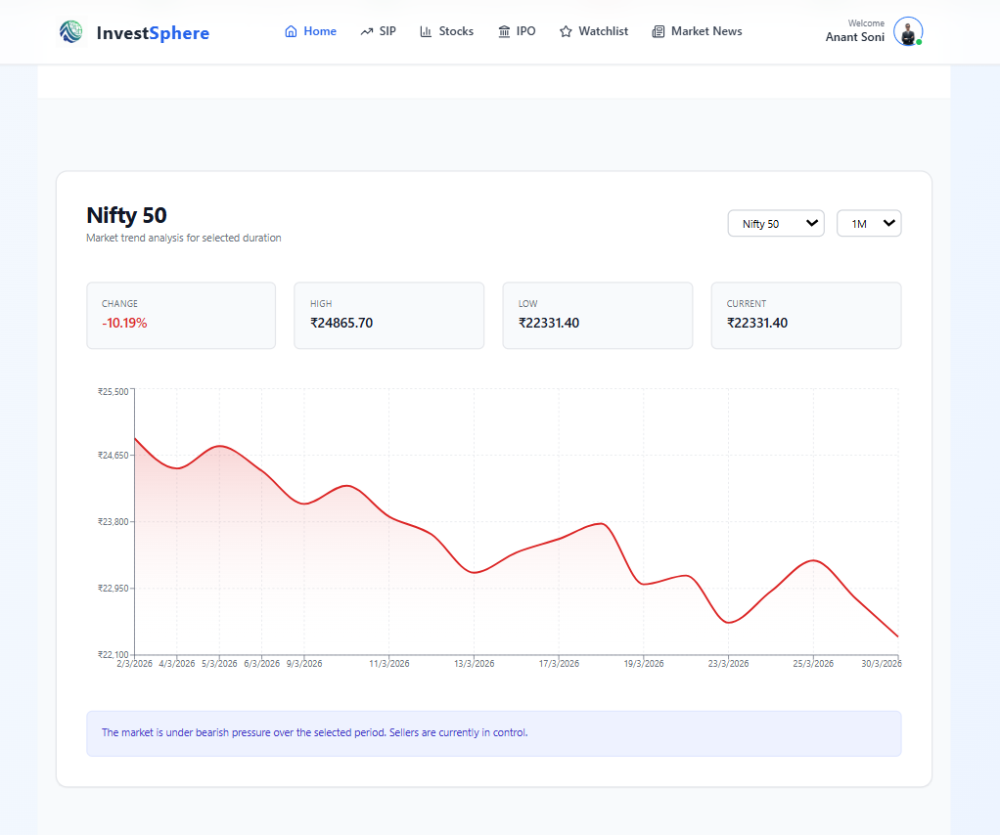 InvestSphere
Home
SIP
Stocks
IPO
Watchlist
Market News
Welcome
Anant Soni
Nifty 50
Market trend analysis for selected duration
Nifty 50
1M
CHANGE
-10.19%
HIGH
₹24865.70
LOW
₹22331.40
CURRENT
₹22331.40
₹25,500
₹24,650
₹23,800
₹22,950
₹22,100
2/3/2026 4/3/2026 5/3/2026 6/3/2026 9/3/2026 11/3/2026 13/3/2026 17/3/2026 19/3/2026 23/3/2026 25/3/2026 30/3/2026
The market is under bearish pressure over the selected period. Sellers are currently in control.